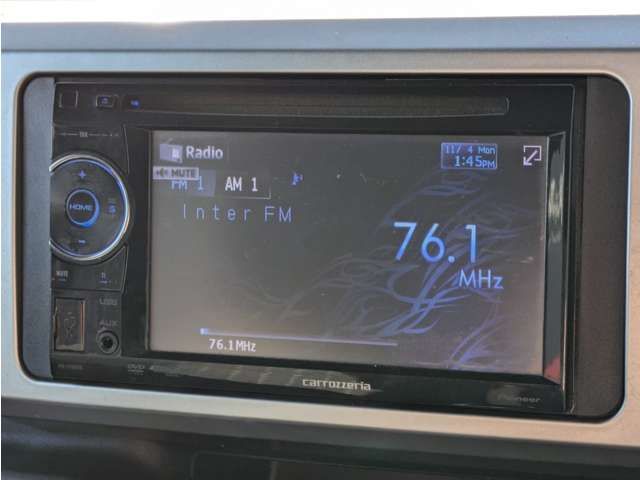 Radio
11/ 4 Mon
1:45PM
MUTE
FM 1
AM 1
Inter FM
76.1
MHz
76.1MHz
HOME
MUTE
USB
AUX
DVD
carrozzeria
Pioneer